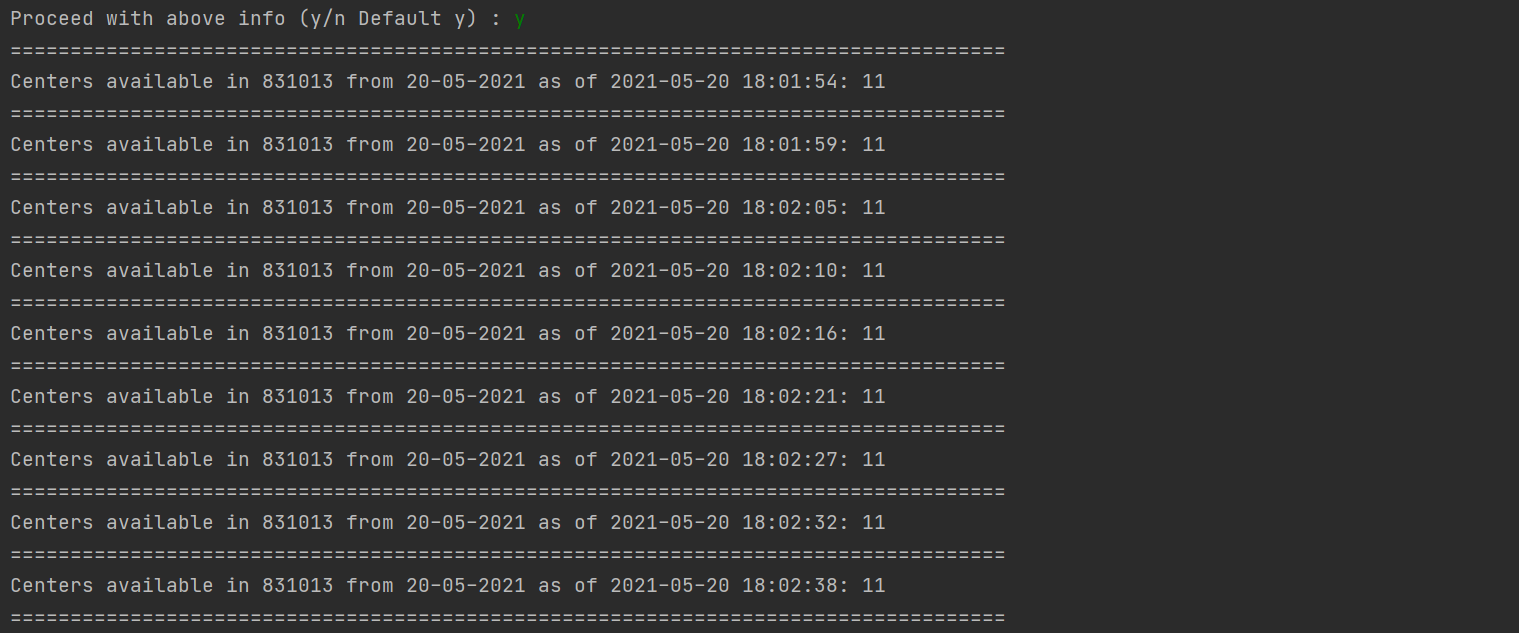 Proceed with above info (y/n Default y) : y
===================================================================================
Centers available in 831013 from 20-05-2021 as of 2021-05-20 18:01:54: 11
===================================================================================
Centers available in 831013 from 20-05-2021 as of 2021-05-20 18:01:59: 11
===================================================================================
Centers available in 831013 from 20-05-2021 as of 2021-05-20 18:02:05: 11
===================================================================================
Centers available in 831013 from 20-05-2021 as of 2021-05-20 18:02:10: 11
===================================================================================
Centers available in 831013 from 20-05-2021 as of 2021-05-20 18:02:16: 11
===================================================================================
Centers available in 831013 from 20-05-2021 as of 2021-05-20 18:02:21: 11
===================================================================================
Centers available in 831013 from 20-05-2021 as of 2021-05-20 18:02:27: 11
===================================================================================
Centers available in 831013 from 20-05-2021 as of 2021-05-20 18:02:32: 11
===================================================================================
Centers available in 831013 from 20-05-2021 as of 2021-05-20 18:02:38: 11
===================================================================================